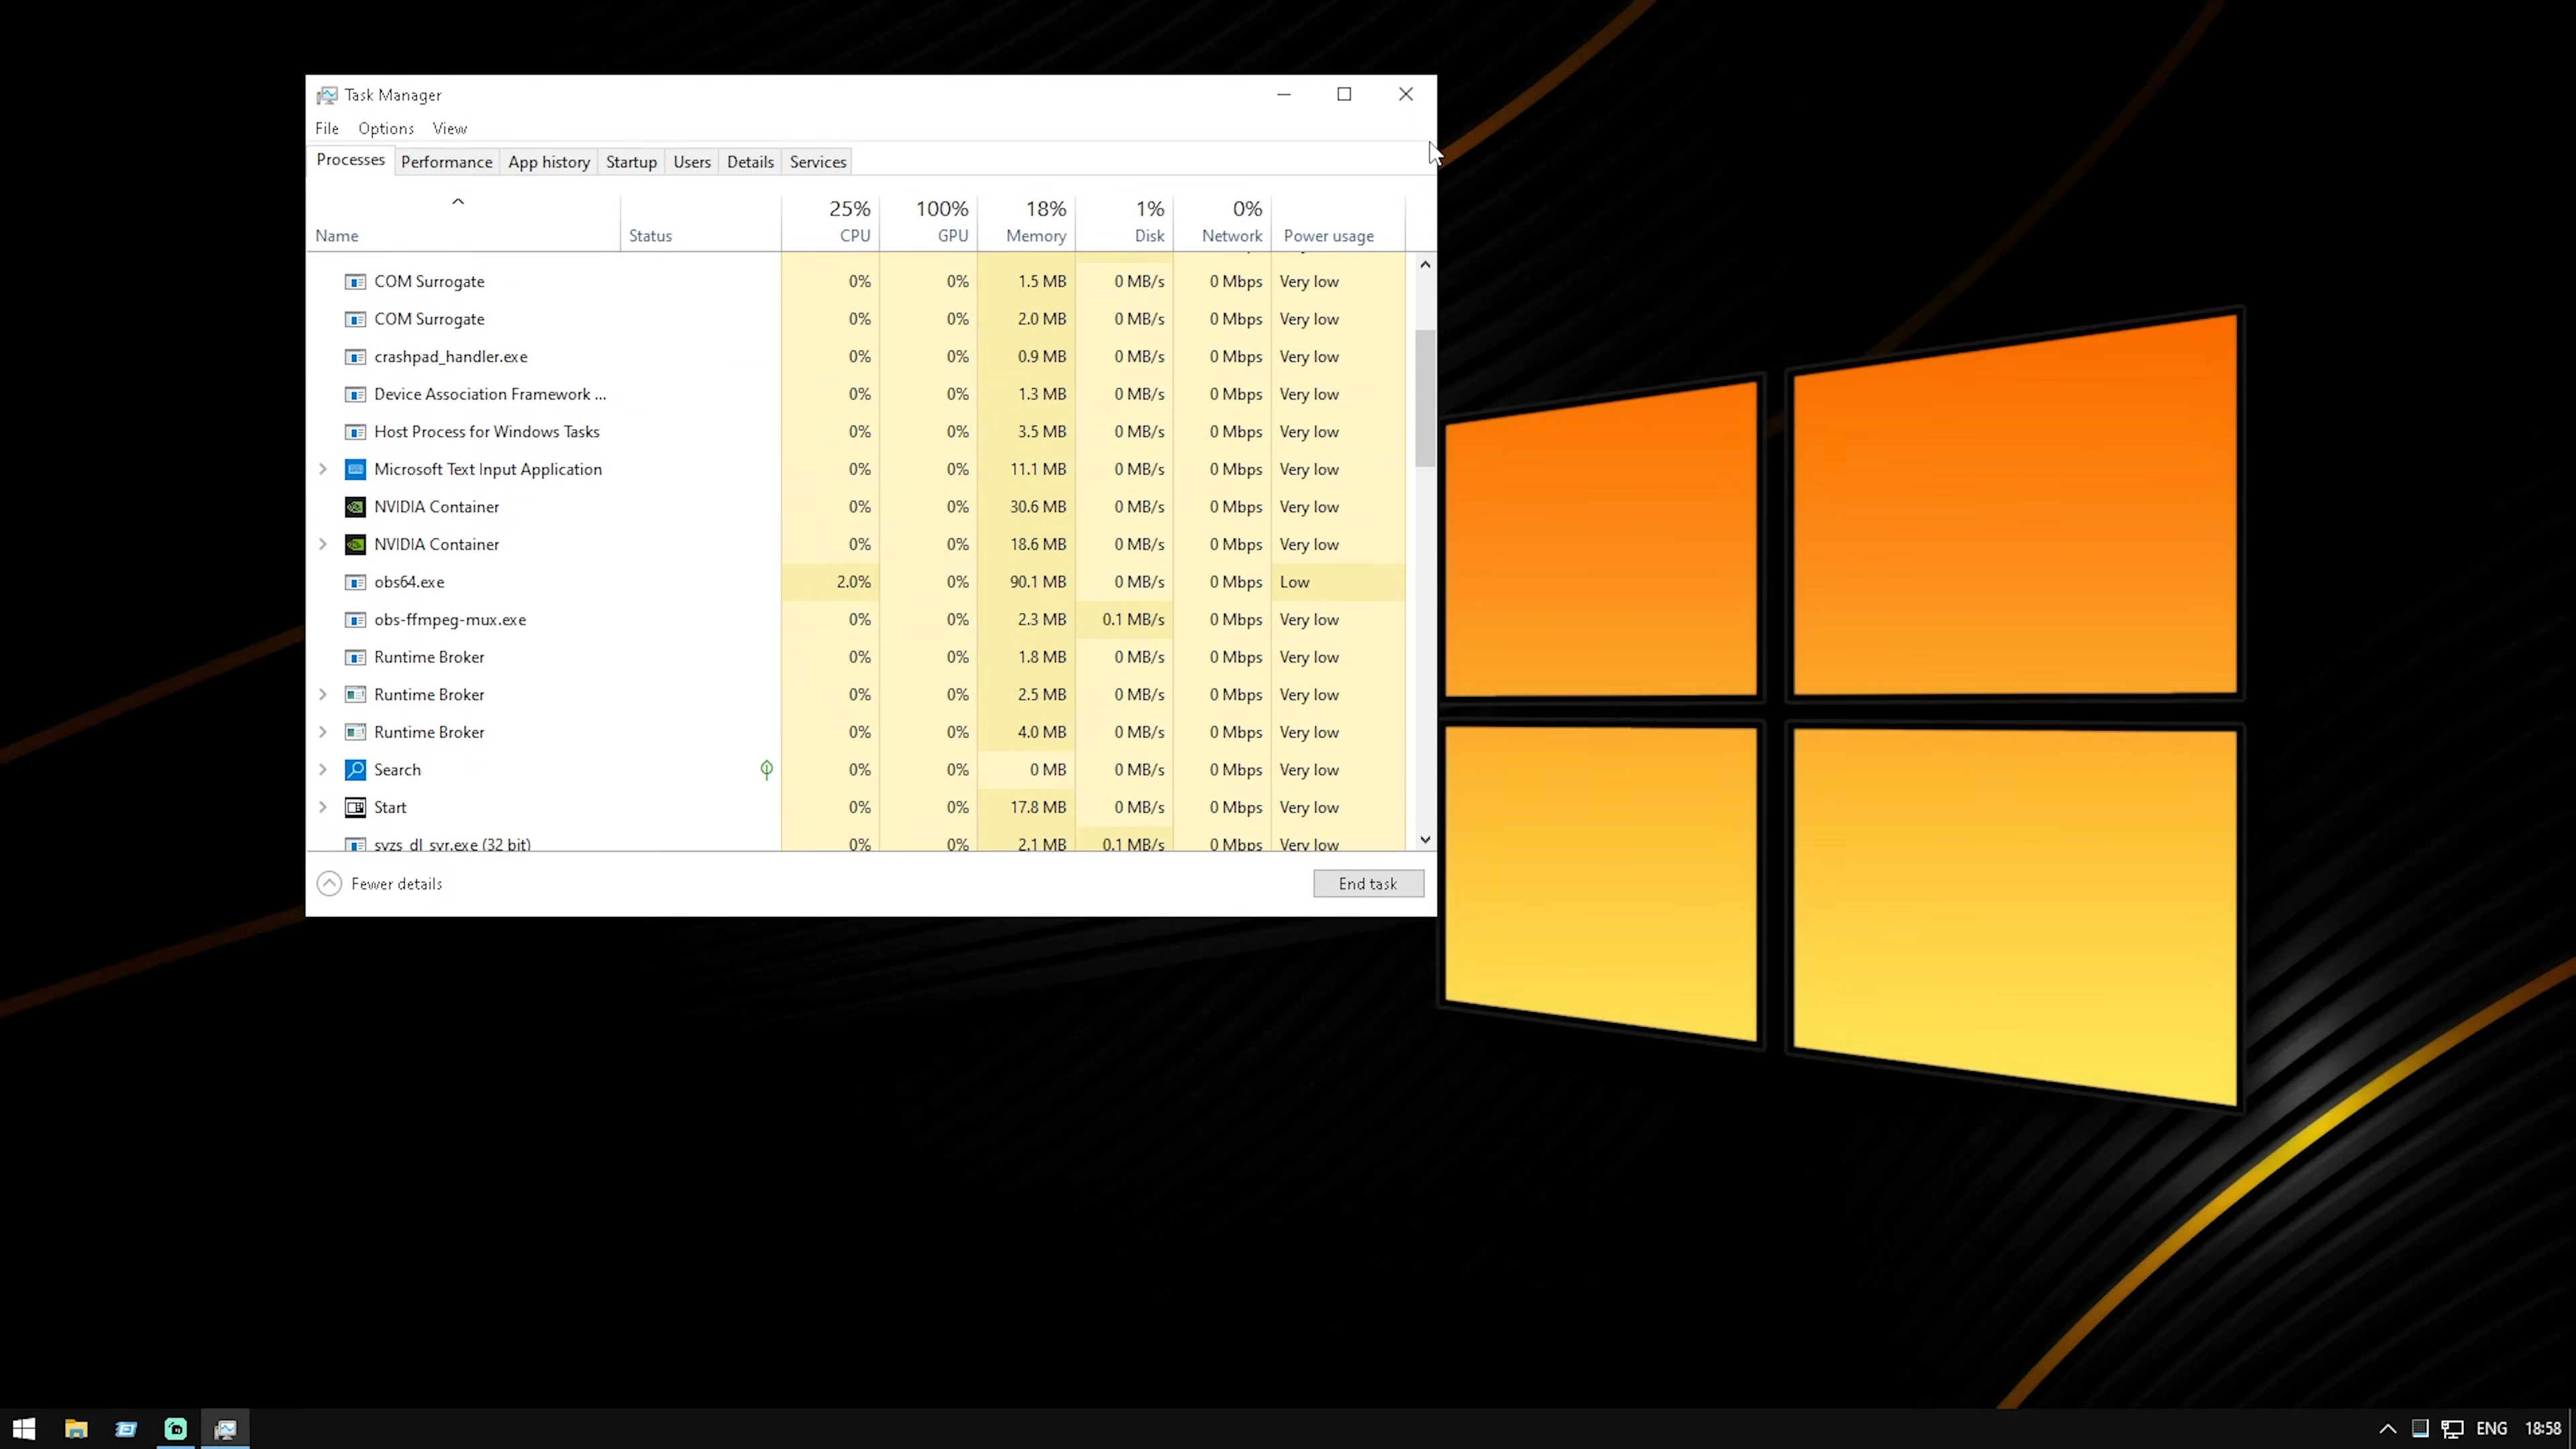 Task Manager
File Options View
Processes Performance App history Startup Users Details Services
25% 100% 18% 1% 0%
Name Status CPU GPU Memory Disk Network Power usage
COM Surrogate 0% 0% 1.5 MB 0 MB/s 0 Mbps Very low
COM Surrogate 0% 0% 2.0 MB 0 MB/s 0 Mbps Very low
crashpad_handler.exe 0% 0% 0.9 MB 0 MB/s 0 Mbps Very low
Device Association Framework ... 0% 0% 1.3 MB 0 MB/s 0 Mbps Very low
Host Process for Windows Tasks 0% 0% 3.5 MB 0 MB/s 0 Mbps Very low
Microsoft Text Input Application 0% 0% 11.1 MB 0 MB/s 0 Mbps Very low
NVIDIA Container 0% 0% 30.6 MB 0 MB/s 0 Mbps Very low
NVIDIA Container 0% 0% 18.6 MB 0 MB/s 0 Mbps Very low
obs64.exe 2.0% 0% 90.1 MB 0 MB/s 0 Mbps Low
obs-ffmpeg-mux.exe 0% 0% 2.3 MB 0.1 MB/s 0 Mbps Very low
Runtime Broker 0% 0% 1.8 MB 0 MB/s 0 Mbps Very low
Runtime Broker 0% 0% 2.5 MB 0 MB/s 0 Mbps Very low
Runtime Broker 0% 0% 4.0 MB 0 MB/s 0 Mbps Very low
Search 0% 0% 0 MB 0 MB/s 0 Mbps Very low
Start 0% 0% 17.8 MB 0 MB/s 0 Mbps Very low
syzs_dl_svr.exe (32 bit) 0% 0% 2.1 MB 0.1 MB/s 0 Mbps Very low
Fewer details End task
ENG 18:58